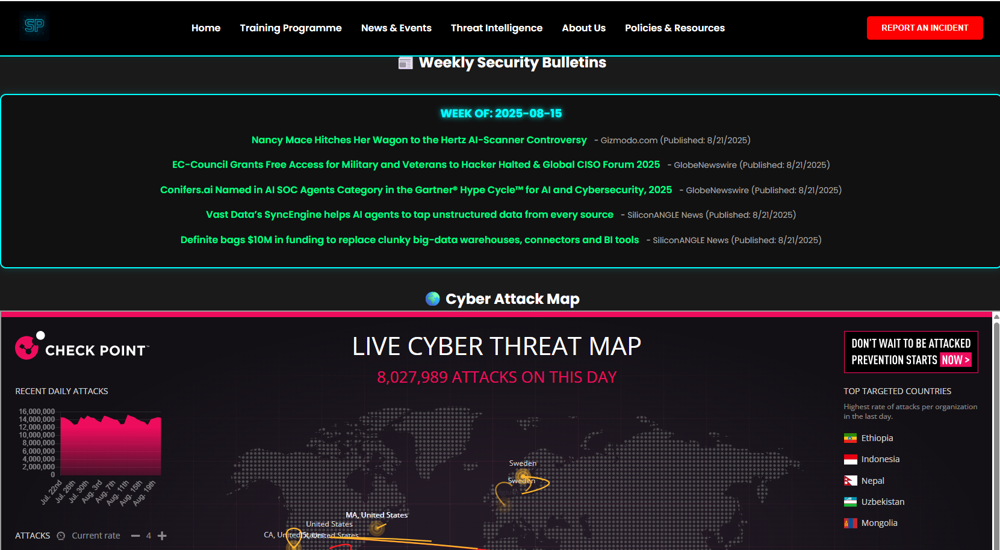 SP
Home Training Programme News & Events Threat Intelligence About Us Policies & Resources REPORT AN INCIDENT
Weekly Security Bulletins
WEEK OF: 2025-08-15
Nancy Mace Hitches Her Wagon to the Hertz AI-Scanner Controversy - Gizmodo.com (Published: 8/21/2025)
EC-Council Grants Free Access for Military and Veterans to Hacker Halted & Global CISO Forum 2025 - GlobeNewswire (Published: 8/21/2025)
Conifers.ai Named in AI SOC Agents Category in the Gartner® Hype Cycle™ for AI and Cybersecurity, 2025 - GlobeNewswire (Published: 8/21/2025)
Vast Data’s SyncEngine helps AI agents to tap unstructured data from every source - SiliconANGLE News (Published: 8/21/2025)
Definite bags $10M in funding to replace clunky big-data warehouses, connectors and BI tools - SiliconANGLE News (Published: 8/21/2025)
Cyber Attack Map
CHECK POINT™
LIVE CYBER THREAT MAP
8,027,989 ATTACKS ON THIS DAY
DON'T WAIT TO BE ATTACKED
PREVENTION STARTS NOW >
RECENT DAILY ATTACKS
16,000,000
14,000,000
12,000,000
10,000,000
8,000,000
6,000,000
4,000,000
2,000,000
0
Jul. 22nd
Jul. 26th
Jul. 30th
Aug. 3rd
Aug. 7th
Aug. 11th
Aug. 15th
Aug. 19th
ATTACKS Current rate − 4 +
Sweden
Sweden
MA, United States
United States
CA, United States
United States
TOP TARGETED COUNTRIES
Highest rate of attacks per organization
in the last day.
Ethiopia
Indonesia
Nepal
Uzbekistan
Mongolia